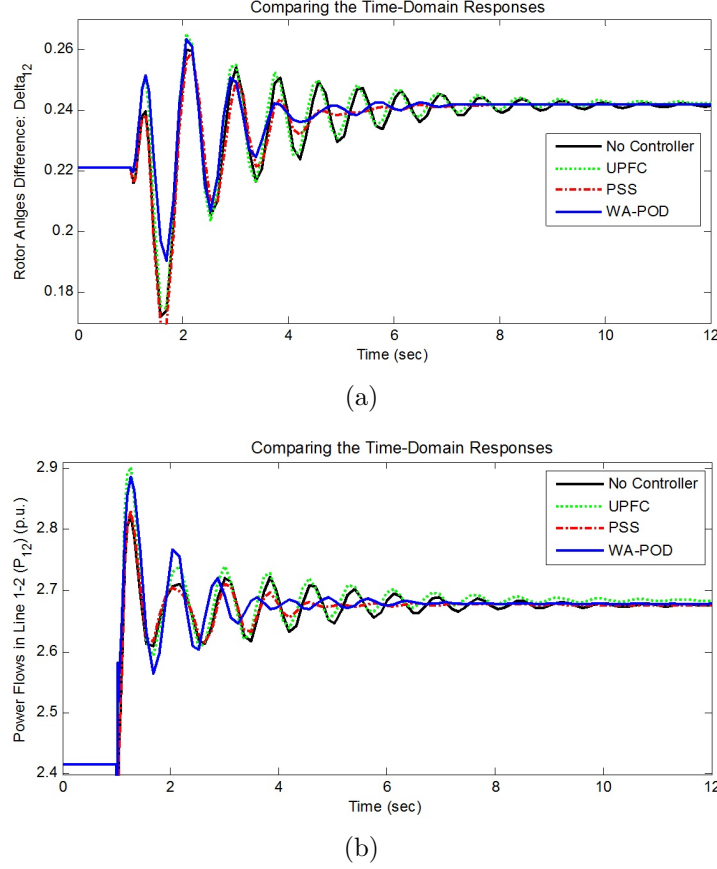 Comparing the Time-Domain Responses
Rotor Anlges Difference: Delta12
0.26
0.24
0.22
0.2
0.18
No Controller
UPFC
PSS
WA-POD
0
2
4
6
8
10
12
Time (sec)
(a)
Comparing the Time-Domain Responses
Power Flows in Line 1-2 (P12) (p.u.)
2.9
2.8
2.7
2.6
2.5
2.4
No Controller
UPFC
PSS
WA-POD
0
2
4
6
8
10
12
Time (sec)
(b)